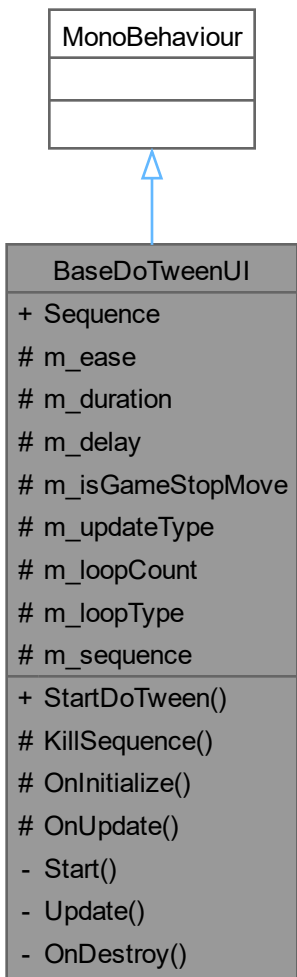 MonoBehaviour
BaseDoTweenUI
+ Sequence
# m_ease
# m_duration
# m_delay
# m_isGameStopMove
# m_updateType
# m_loopCount
# m_loopType
# m_sequence
+ StartDoTween()
# KillSequence()
# OnInitialize()
# OnUpdate()
- Start()
- Update()
- OnDestroy()